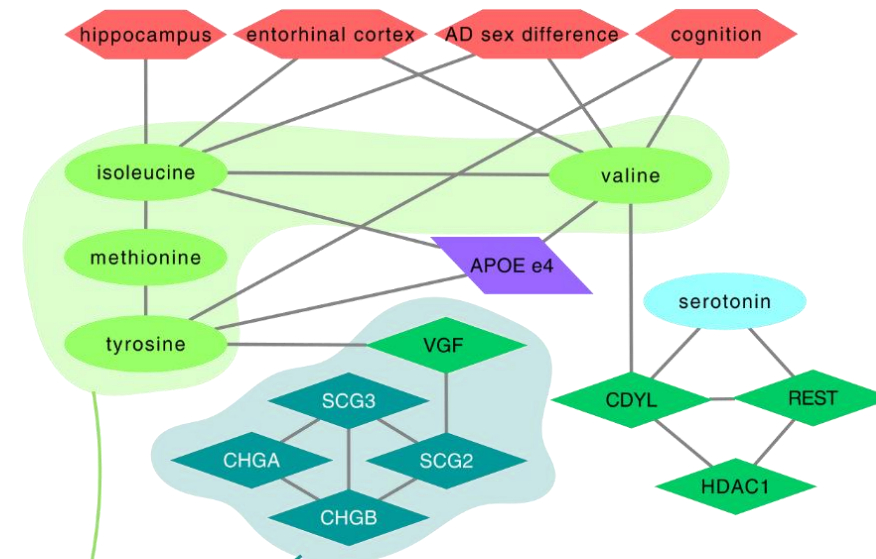 hippocampus
entorhinal cortex
AD sex difference
cognition
isoleucine
valine
methionine
APOE e4
serotonin
tyrosine
VGF
SCG3
CDYL
REST
CHGA
SCG2
HDAC1
CHGB